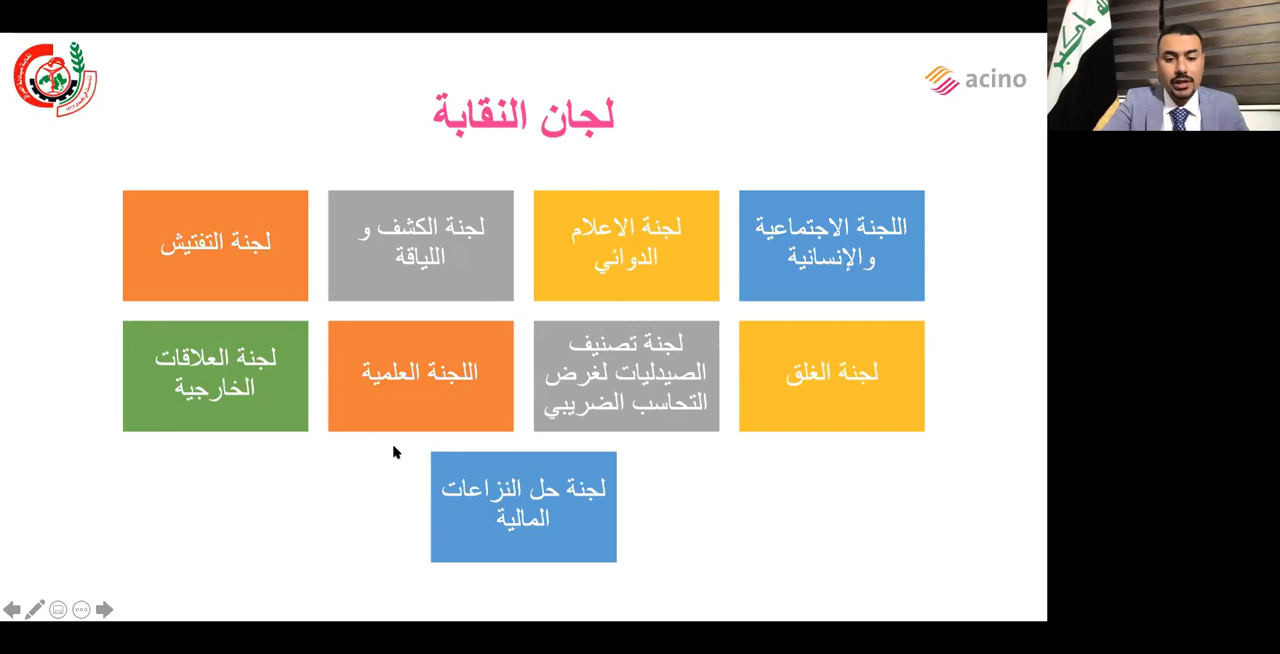 acino
لجان النقابة
اللجنة الاجتماعية
والإنسانية
لجنة الاعلام
الدوائي
لجنة الكشف و
اللياقة
لجنة التفتيش
لجنة الغلق
لجنة تصنيف
الصيدليات لغرض
التحاسب الضريبي
اللجنة العلمية
لجنة العلاقات
الخارجية
لجنة حل النزاعات
المالية